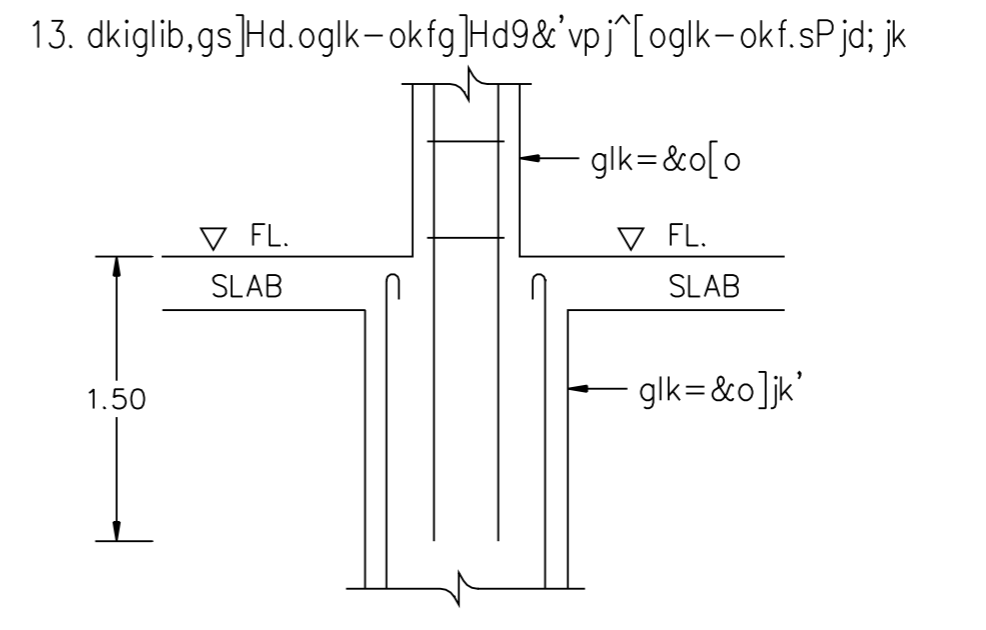 13. dkiglib,gs]Hd.oglk-okfg]Hd9&'vpj^[oglk-okf.sPjd; jk
glk=&o[o
FL.
FL.
SLAB
SLAB
glk=&o]jk'
1.50